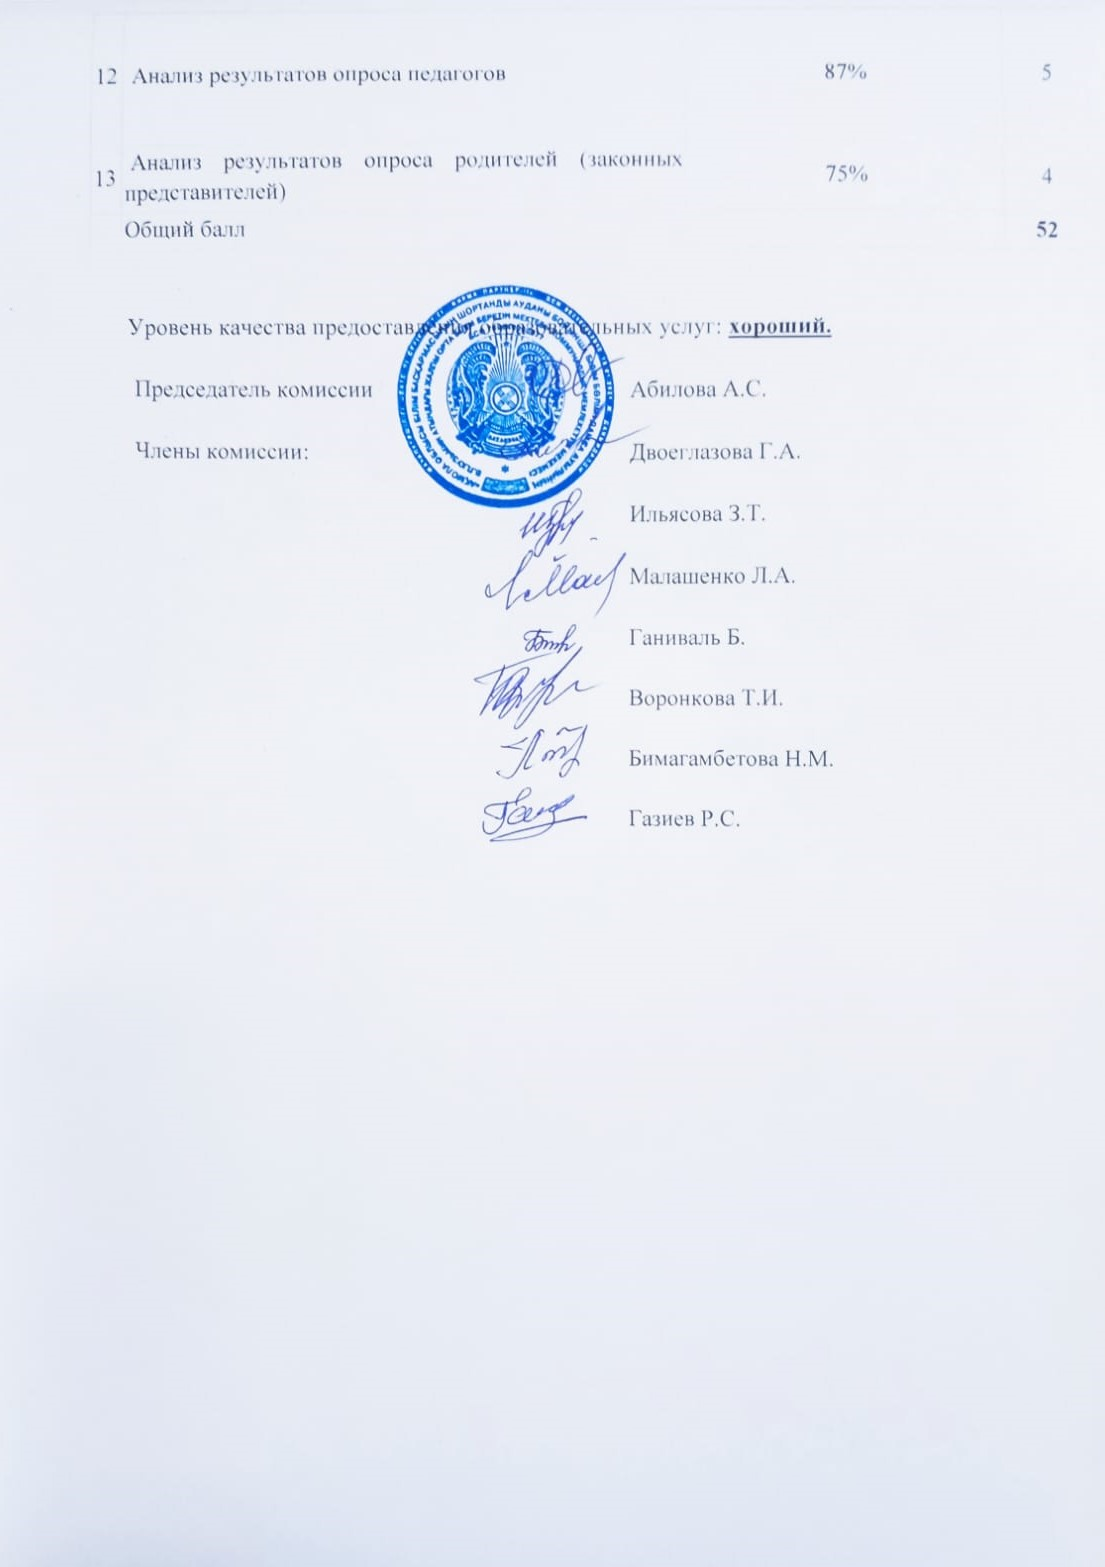 12 Анализ результатов опроса педагогов 87% 5
Анализ результатов опроса родителей (законных
13 75% 4
представителей)
Общий балл 52
Уровень качества предоставления образовательных услуг: хороший.
Председатель комиссии Абилова А.С.
Члены комиссии: Двоеглазова Г.А.
Ильясова З.Т.
Малашенко Л.А.
Ганиваль Б.
Воронкова Т.И.
Бимагамбетова Н.М.
Газиев Р.С.